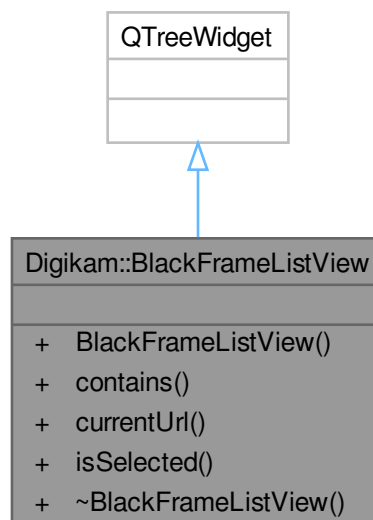 QTreeWidget
Digikam::BlackFrameListView
+ BlackFrameListView()
+ contains()
+ currentUrl()
+ isSelected()
+ ~BlackFrameListView()